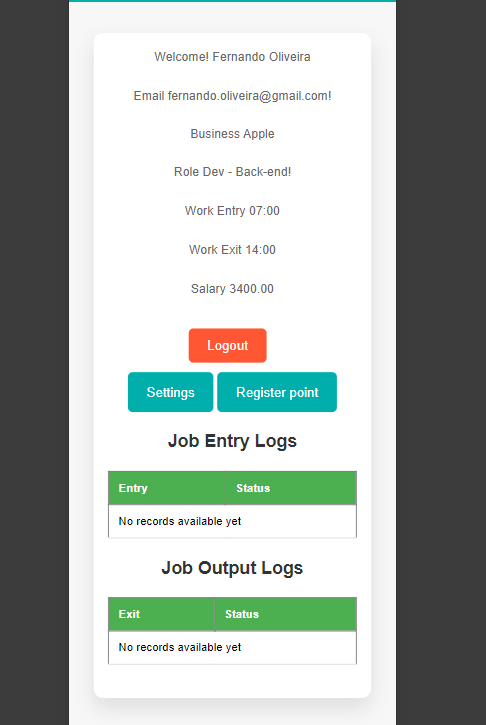 Welcome! Fernando Oliveira
Email fernando.oliveira@gmail.com!
Business Apple
Role Dev - Back-end!
Work Entry 07:00
Work Exit 14:00
Salary 3400.00
Logout
Settings Register point
Job Entry Logs
Entry Status
No records available yet
Job Output Logs
Exit Status
No records available yet